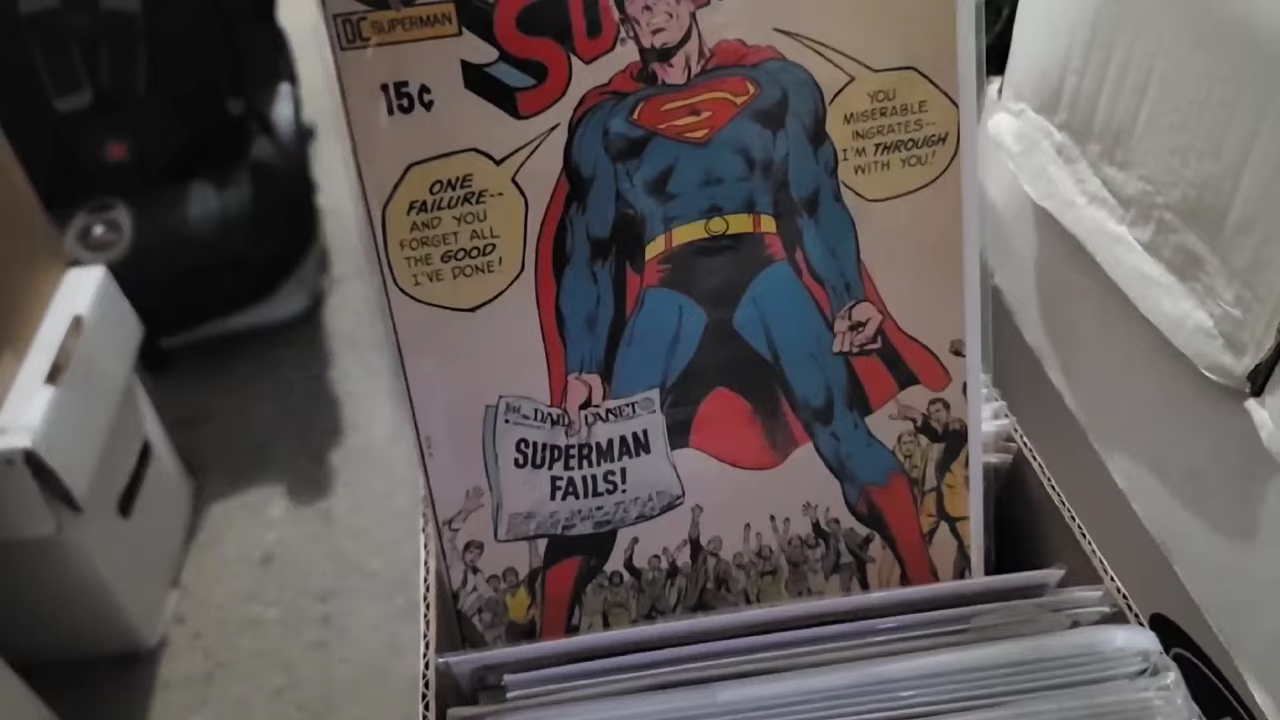 DC SUPERMAN
SU
15¢
YOU
MISERABLE
INGRATES--
I'M THROUGH
WITH YOU!
ONE
FAILURE--
AND YOU
FORGET ALL
THE GOOD
I'VE DONE!
DAILY PLANET
SUPERMAN
FAILS!